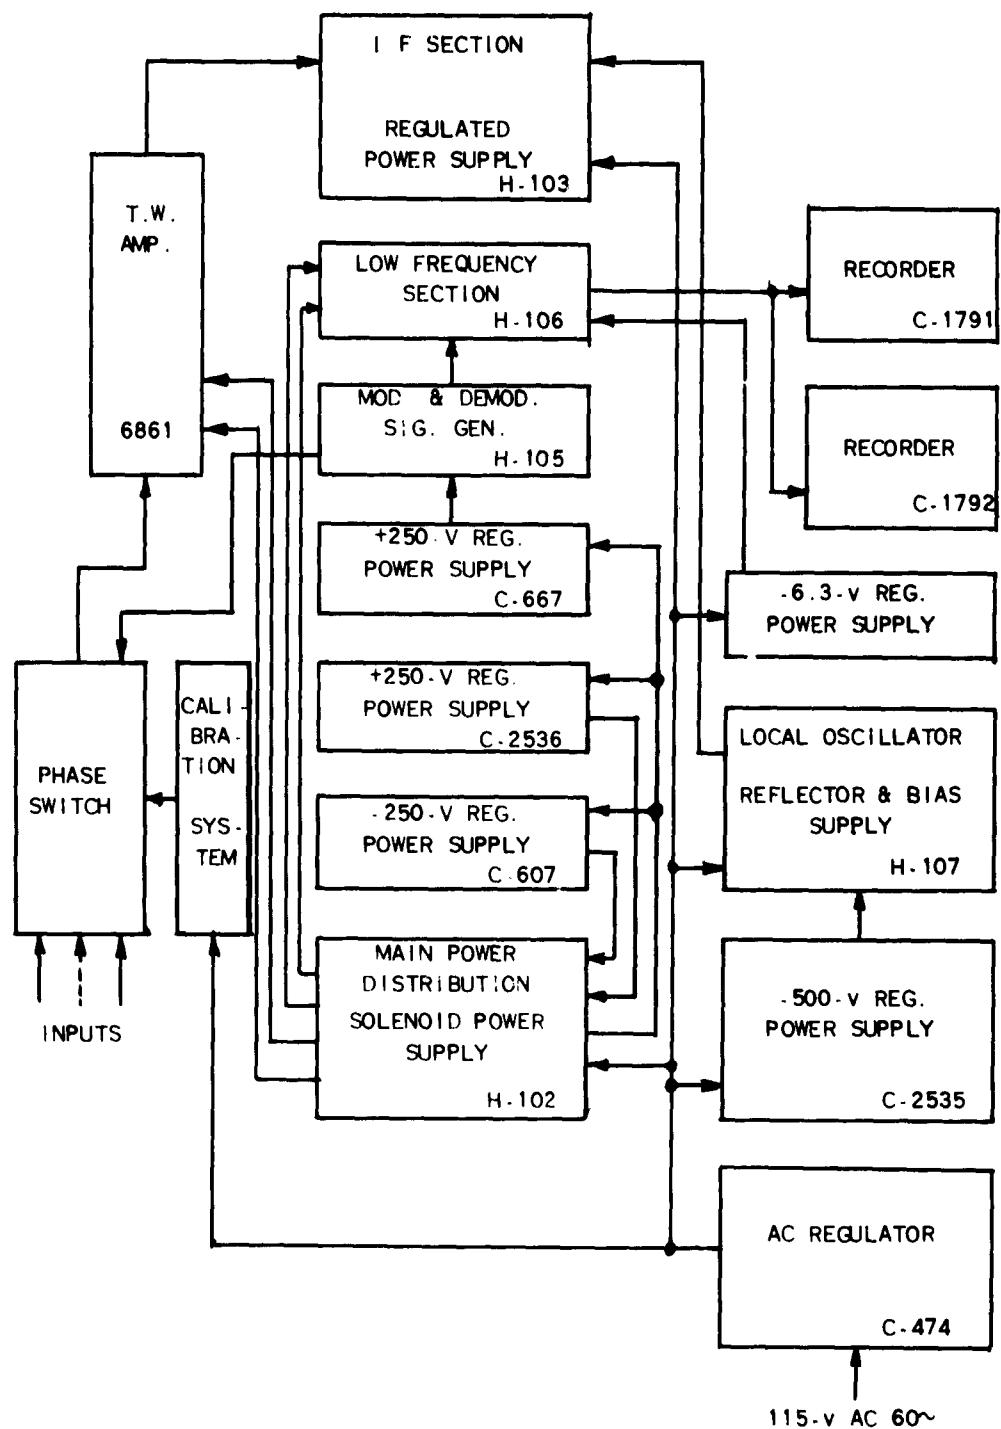 I F SECTION
REGULATED
POWER SUPPLY
H-103
T.W.
AMP.
6861
LOW FREQUENCY
SECTION
H-106
RECORDER
C-1791
MOD & DEMOD.
SIG. GEN.
H-105
RECORDER
C-1792
+250-V REG.
POWER SUPPLY
C-667
-6.3-V REG.
POWER SUPPLY
+250-V REG.
POWER SUPPLY
C-2536
PHASE
SWITCH
CALI-
BRA-
TION
SYS-
TEM
LOCAL OSCILLATOR
REFLECTOR & BIAS
SUPPLY
H-107
-250-V REG.
POWER SUPPLY
C-607
MAIN POWER
DISTRIBUTION
SOLENOID POWER
SUPPLY
H-102
-500-V REG.
POWER SUPPLY
C-2535
INPUTS
AC REGULATOR
C-474
115-V AC 60~